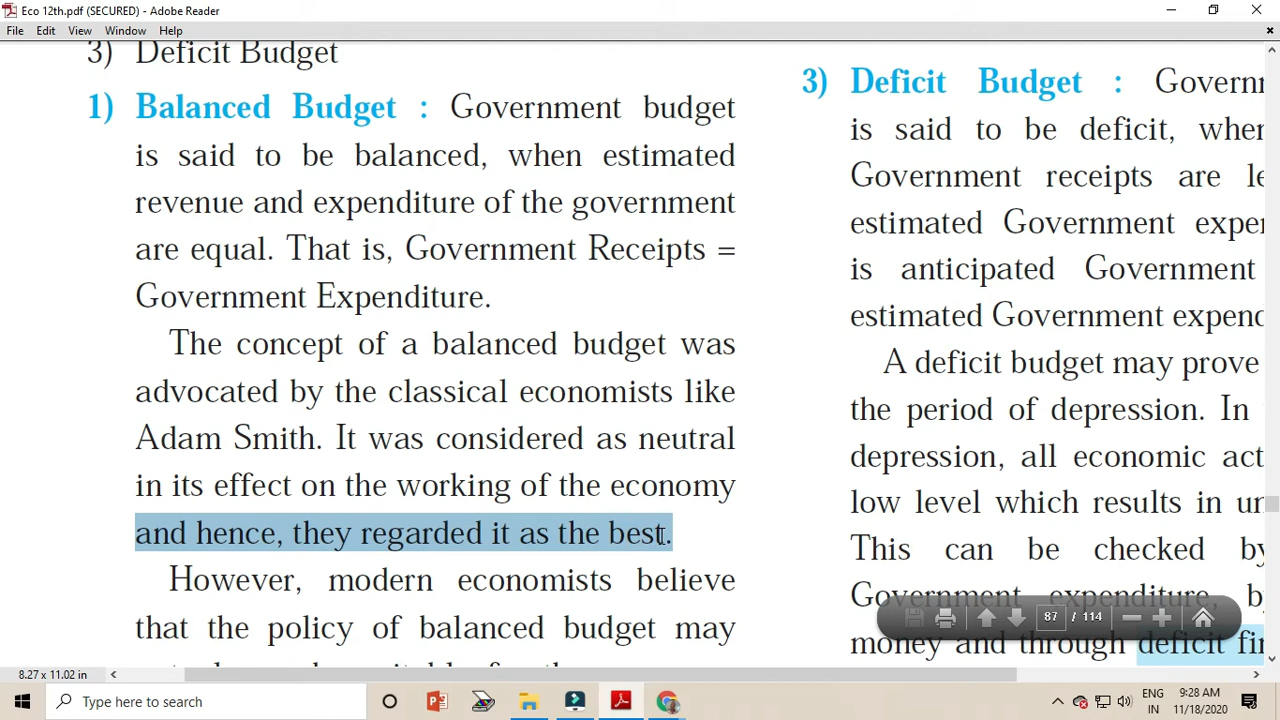 Eco 12th.pdf (SECURED) - Adobe Reader
File Edit View Window Help
3) Deficit Budget
1) Balanced Budget : Government budget
is said to be balanced, when estimated
revenue and expenditure of the government
are equal. That is, Government Receipts =
Government Expenditure.
The concept of a balanced budget was
advocated by the classical economists like
Adam Smith. It was considered as neutral
in its effect on the working of the economy
and hence, they regarded it as the best.
However, modern economists believe
that the policy of balanced budget may
3) Deficit Budget : Governr
is said to be deficit, wher
Government receipts are le
estimated Government expe
is anticipated Government
estimated Government expend
A deficit budget may prove
the period of depression. In
depression, all economic act
low level which results in un
This can be checked by
Government expenditure, b
money and through deficit fi
87 / 114
8.27 x 11.02 in
Type here to search
ENG
IN
9:28 AM
11/18/2020